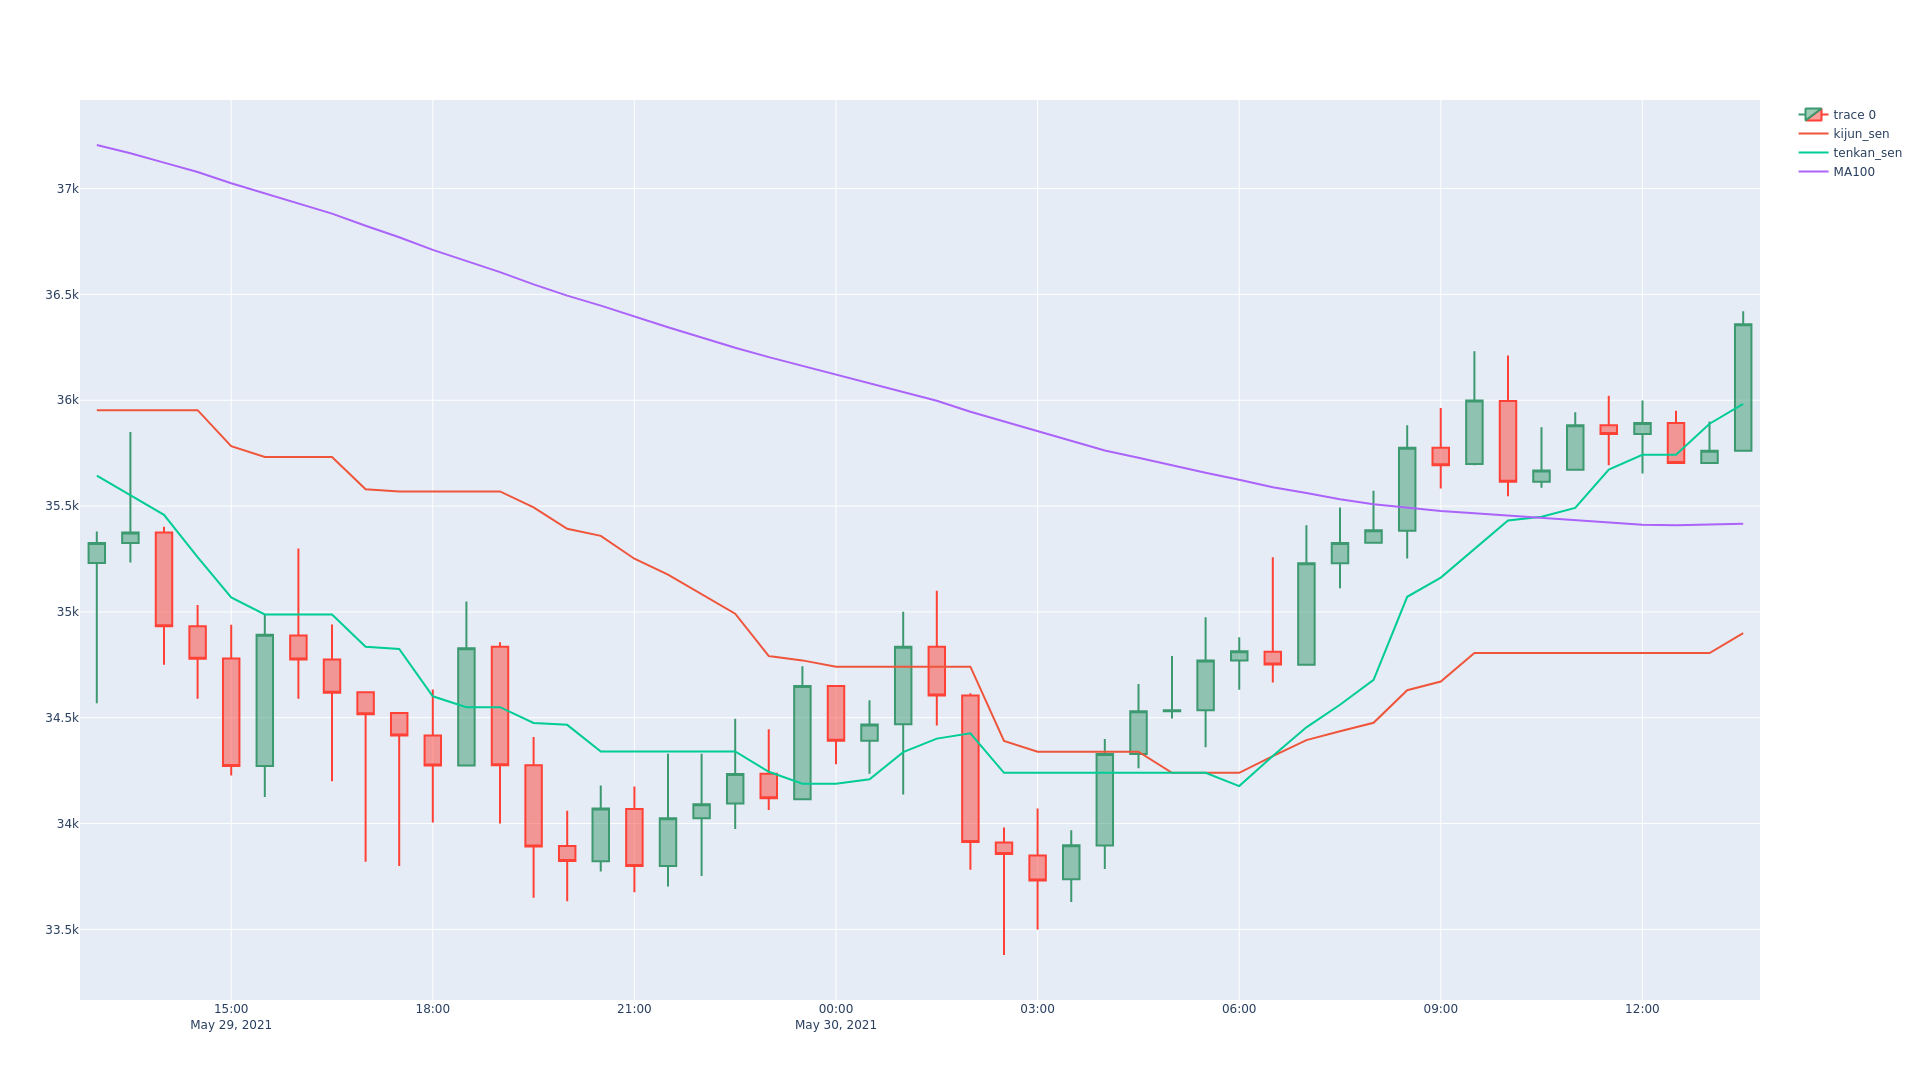 trace 0
kijun_sen
tenkan_sen
MA100
37k
36.5k
36k
35.5k
35k
34.5k
34k
33.5k
15:00 18:00 21:00 00:00 03:00 06:00 09:00 12:00
May 29, 2021 May 30, 2021